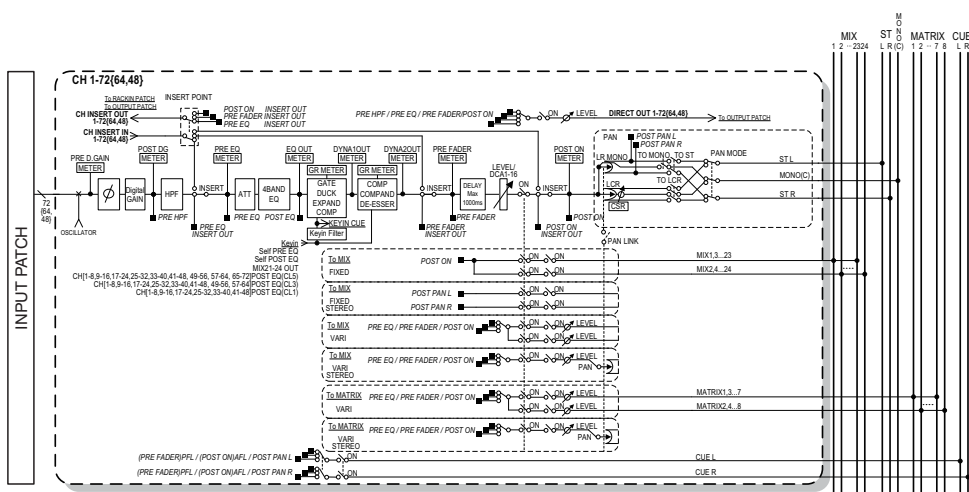 MIX
1 2 ·· 2324
ST
L R
MONO
(C)
MATRIX
1 2 ·· 7 8
CUE
L R
INPUT PATCH
CH 1-72{64,48}
To RACKIN PATCH
To OUTPUT PATCH
CH INSERT OUT
1-72{64,48}
CH INSERT IN
1-72{64,48}
INSERT POINT
POST ON INSERT OUT
PRE FADER INSERT OUT
PRE EQ INSERT OUT
PRE HPF / PRE EQ / PRE FADER/POST ON
ON
LEVEL
DIRECT OUT 1-72{64,48}
To OUTPUT PATCH
PRE D.GAIN
METER
POST DG
METER
PRE EQ
METER
EQ OUT
METER
DYNA1OUT
METER
GR METER
DYNA2OUT
METER
GR METER
PRE FADER
METER
LEVEL/
DCA1-16
ON
POST ON
METER
72
{64,
48}
OSCILLATOR
Ø
Digital
GAIN
HPF
INSERT
ATT
4BAND
EQ
GATE
DUCK
EXPAND
COMP
COMP
COMPAND
DE-ESSER
INSERT
DELAY
Max
1000ms
INSERT
PRE HPF
PRE EQ
INSERT OUT
PRE EQ
POST EQ
KEYIN CUE
Keyin Filter
PRE FADER
INSERT OUT
PRE FADER
POST ON
INSERT OUT
POST ON
PAN
POST PAN L
POST PAN R
LR MONO
TO MONO
TO ST
PAN MODE
LCR
TO LCR
CSR
ST L
MONO(C)
ST R
PAN LINK
Keyin
Self PRE EQ
Self POST EQ
MIX21-24 OUT
CH[1-8,9-16,17-24,25-32,33-40,41-48, 49-56, 57-64, 65-72]POST EQ(CL5)
CH[1-8,9-16,17-24,25-32,33-40,41-48, 49-56, 57-64]POST EQ(CL3)
CH[1-8,9-16,17-24,25-32,33-40,41-48]POST EQ(CL1)
To MIX
FIXED
POST ON
ON
ON
ON
ON
MIX1,3...23
MIX2,4...24
To MIX
FIXED
STEREO
POST PAN L
POST PAN R
ON
ON
ON
ON
To MIX
VARI
PRE EQ / PRE FADER / POST ON
ON
ON
LEVEL
ON
ON
LEVEL
To MIX
VARI
STEREO
PRE EQ / PRE FADER / POST ON
ON
ON
LEVEL
PAN
To MATRIX
VARI
PRE EQ / PRE FADER / POST ON
ON
ON
LEVEL
ON
ON
LEVEL
MATRIX1,3...7
MATRIX2,4...8
To MATRIX
VARI
STEREO
PRE EQ / PRE FADER / POST ON
ON
ON
LEVEL
PAN
(PRE FADER)PFL / (POST ON)AFL / POST PAN L
ON
CUE L
(PRE FADER)PFL / (POST ON)AFL / POST PAN R
ON
CUE R